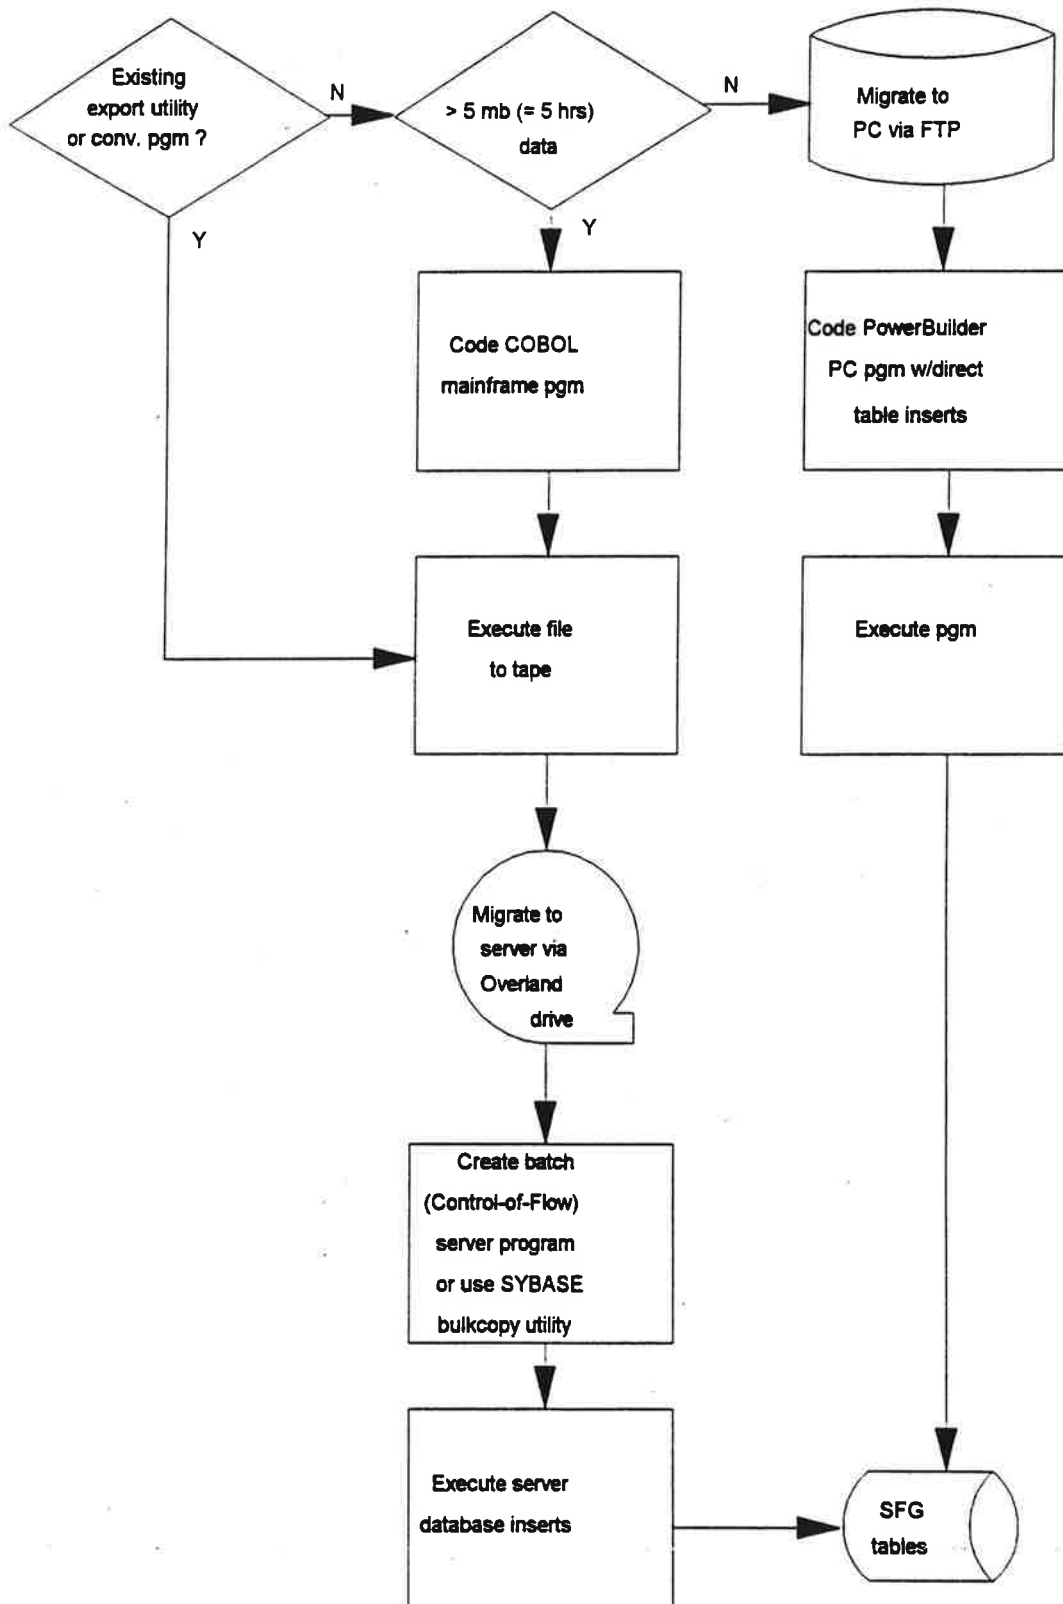 Existing
export utility
or conv. pgm ?
N
> 5 mb (= 5 hrs)
data
N
Migrate to
PC via FTP
Y
Y
Code COBOL
mainframe pgm
Code PowerBuilder
PC pgm w/direct
table inserts
Execute file
to tape
Execute pgm
Migrate to
server via
Overland
drive
Create batch
(Control-of-Flow)
server program
or use SYBASE
bulkcopy utility
Execute server
database inserts
SFG
tables